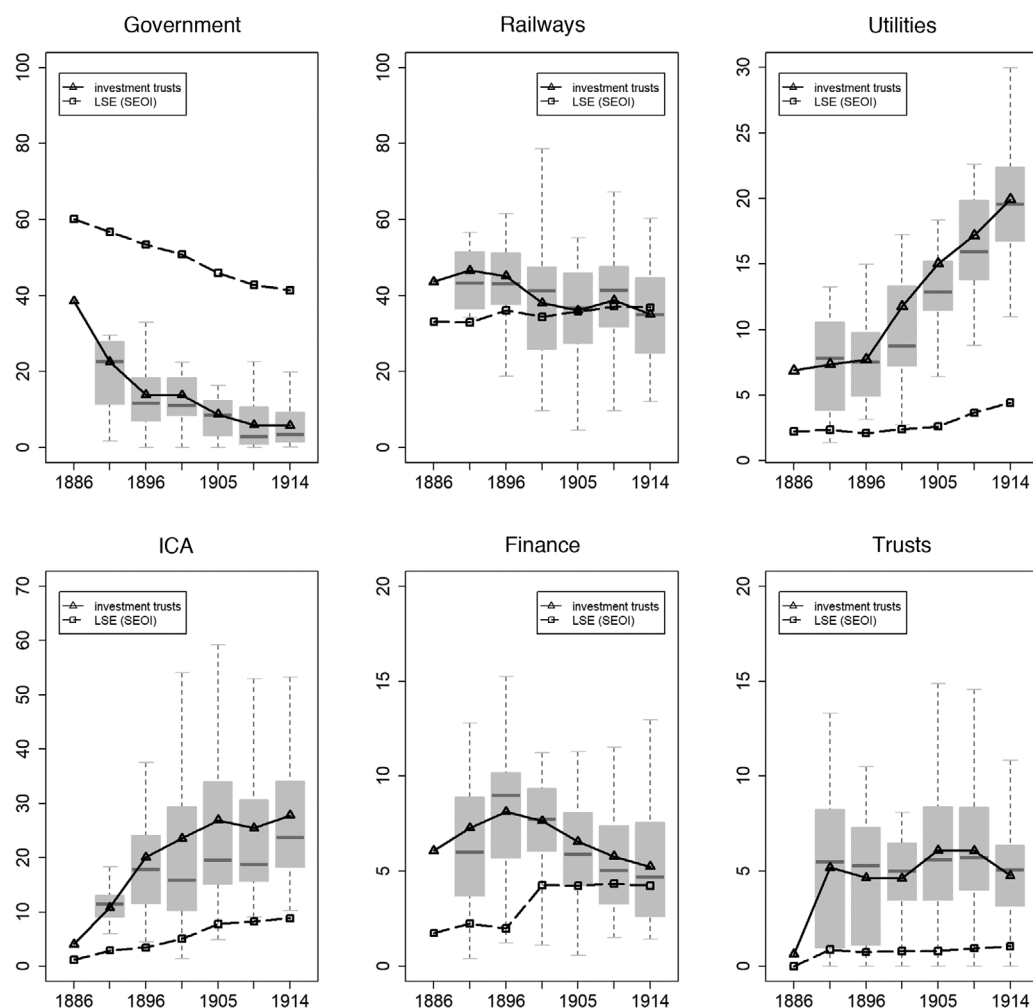 Government
Railways
Utilities
100
80
60
40
20
0
investment trusts
LSE (SEOI)
1886 1896 1905 1914
100
80
60
40
20
0
investment trusts
LSE (SEOI)
1886 1896 1905 1914
30
25
20
15
10
5
0
investment trusts
LSE (SEOI)
1886 1896 1905 1914
ICA
Finance
Trusts
70
60
50
40
30
20
10
0
investment trusts
LSE (SEOI)
1886 1896 1905 1914
20
15
10
5
0
investment trusts
LSE (SEOI)
1886 1896 1905 1914
20
15
10
5
0
investment trusts
LSE (SEOI)
1886 1896 1905 1914